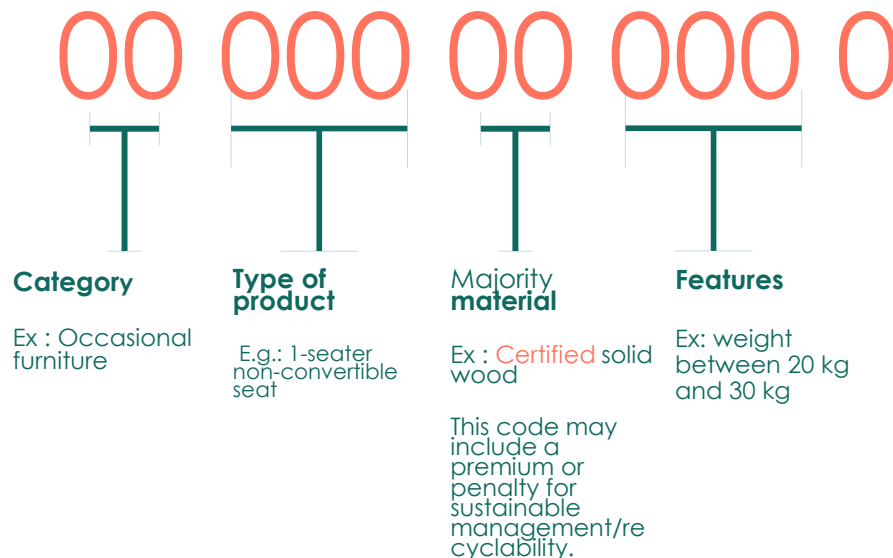 00 000 00 000 0
Category
Ex : Occasional
furniture
Type of
product
E.g.: 1-seater
non-convertible
seat
Majority
material
Ex : Certified solid
wood
This code may
include a
premium or
penalty for
sustainable
management/re
cyclability.
Features
Ex: weight
between 20 kg
and 30 kg